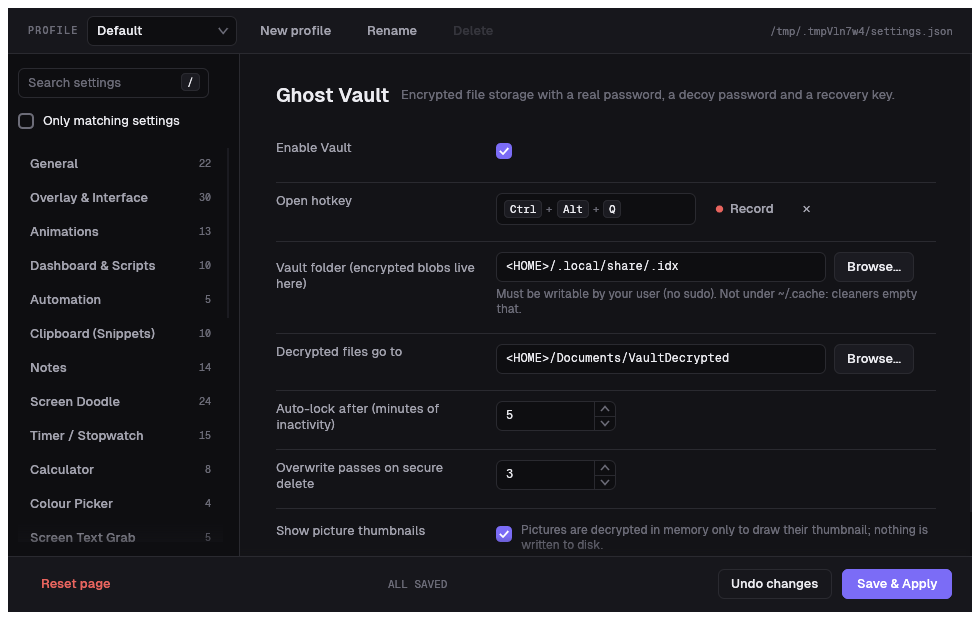 PROFILE Default New profile Rename Delete /tmp/.tmpVln7w4/settings.json
Search settings /
Only matching settings
General 22
Overlay & Interface 30
Animations 13
Dashboard & Scripts 10
Automation 5
Clipboard (Snippets) 10
Notes 14
Screen Doodle 24
Timer / Stopwatch 15
Calculator 8
Colour Picker 4
Screen Text Grab 5
Ghost Vault Encrypted file storage with a real password, a decoy password and a recovery key.
Enable Vault
Open hotkey Ctrl + Alt + Q Record ×
Vault folder (encrypted blobs live
here)
<HOME>/.local/share/.idx Browse...
Must be writable by your user (no sudo). Not under ~/.cache: cleaners empty
that.
Decrypted files go to <HOME>/Documents/VaultDecrypted Browse...
Auto-lock after (minutes of
inactivity)
5
Overwrite passes on secure
delete
3
Show picture thumbnails
Pictures are decrypted in memory only to draw their thumbnail; nothing is
written to disk.
Reset page ALL SAVED Undo changes Save & Apply